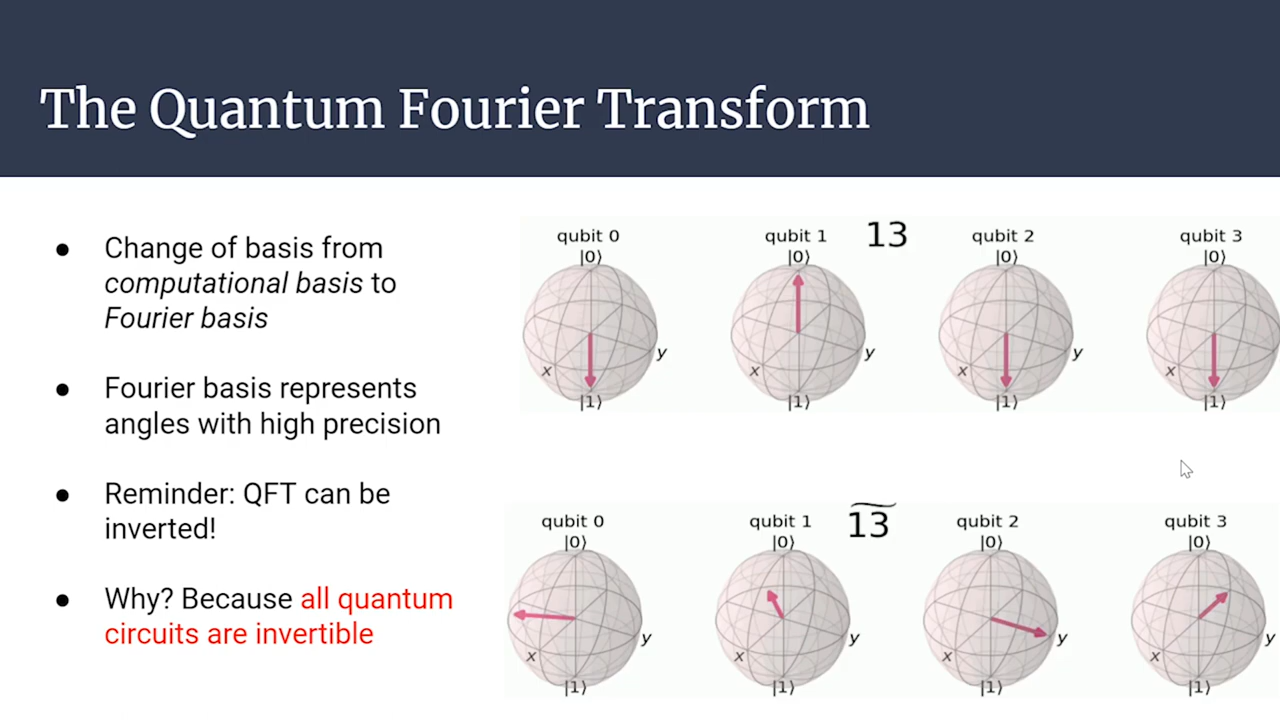 The Quantum Fourier Transform
● Change of basis from
computational basis to
Fourier basis
● Fourier basis represents
angles with high precision
● Reminder: QFT can be
inverted!
● Why? Because all quantum
circuits are invertible
13
qubit 0 qubit 1 qubit 2 qubit 3
|0⟩ |0⟩ |0⟩ |0⟩
x y x y x y x
|1⟩ |1⟩ |1⟩ |1⟩
1͠3͠
qubit 0 qubit 1 qubit 2 qubit 3
|0⟩ |0⟩ |0⟩ |0⟩
x y x y x y x y
|1⟩ |1⟩ |1⟩ |1⟩